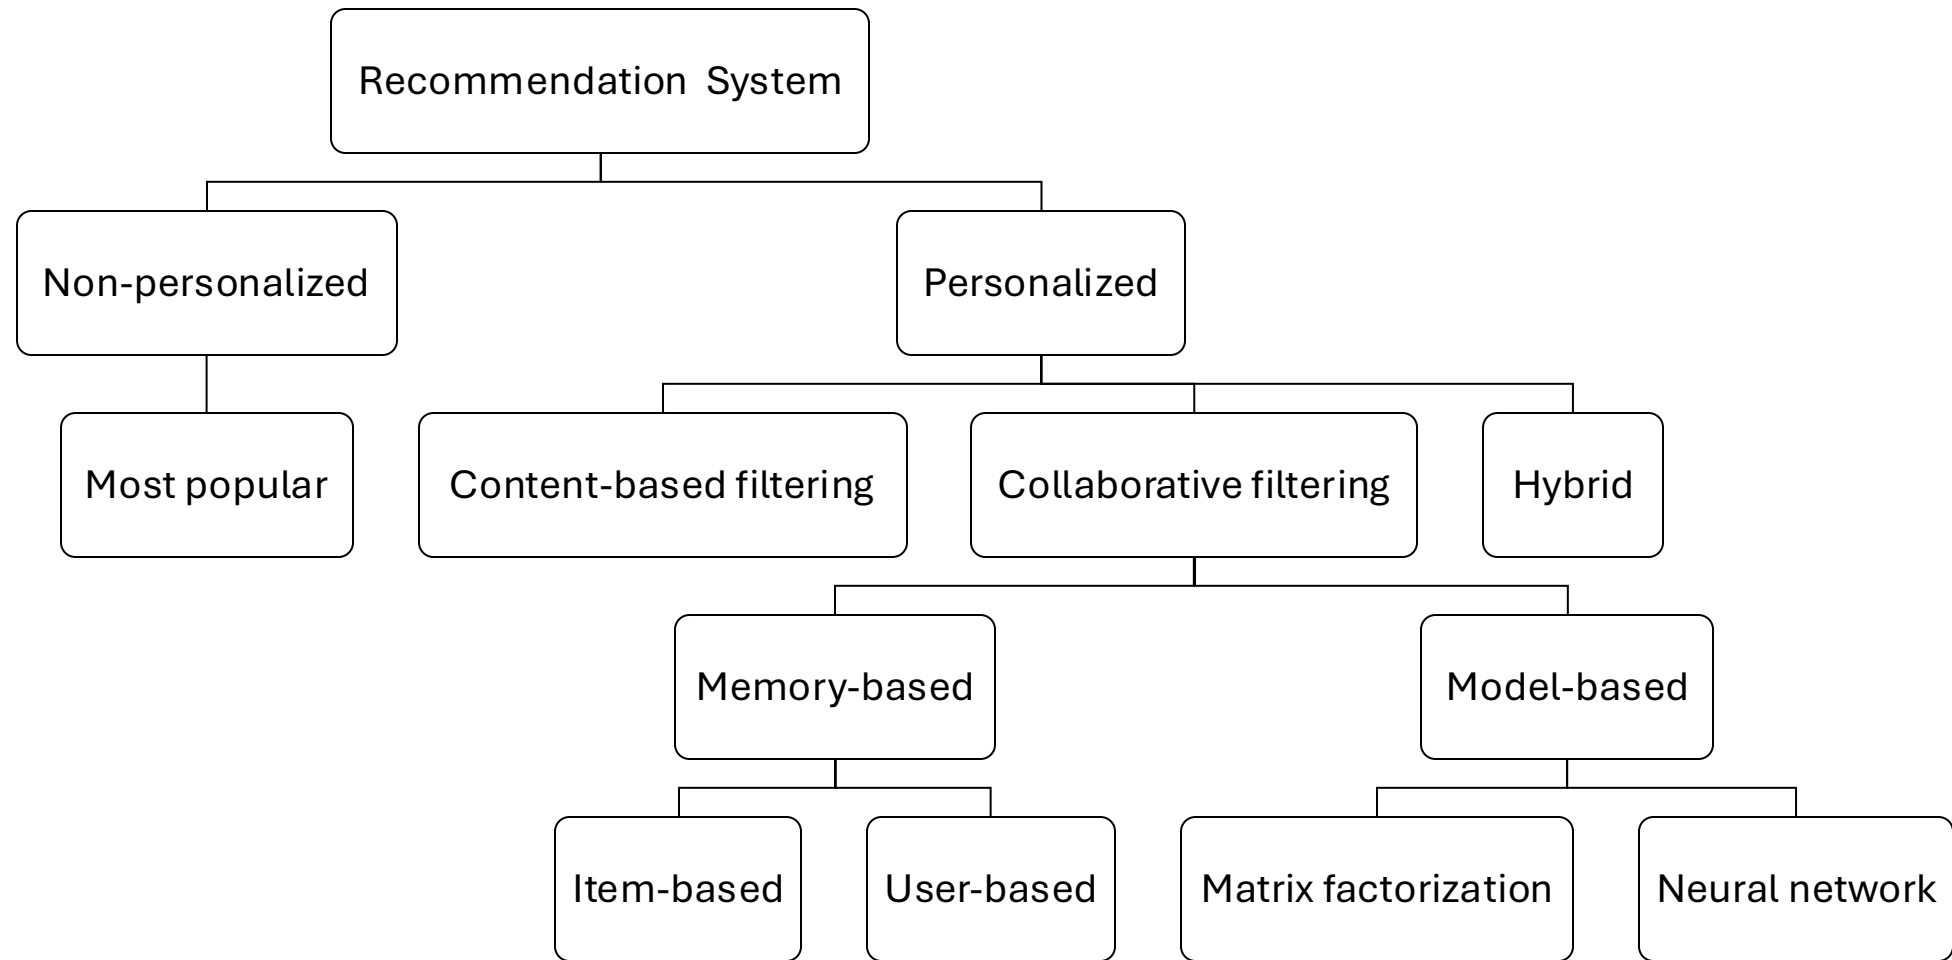 Recommendation System
Non-personalized
Personalized
Most popular
Content-based filtering
Collaborative filtering
Hybrid
Memory-based
Model-based
Item-based
User-based
Matrix factorization
Neural network